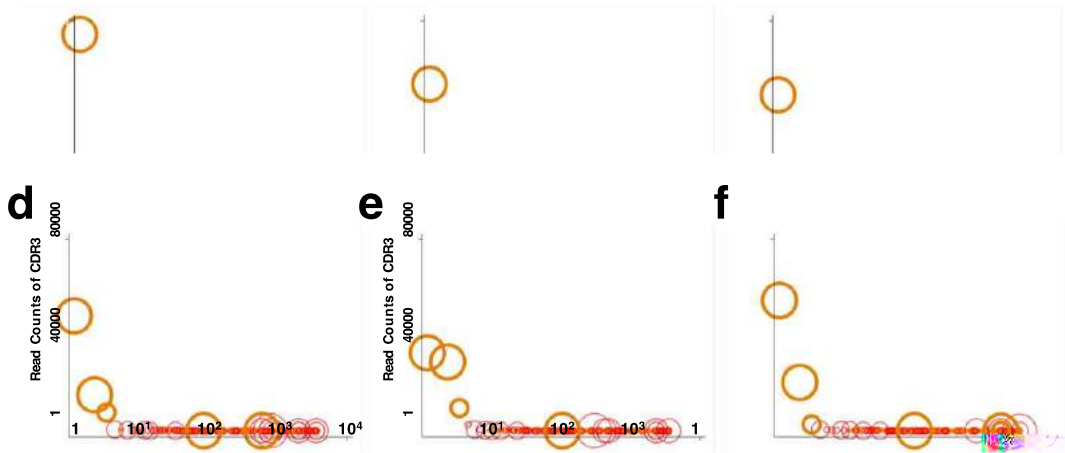 d
e
f
Read Counts of CDR3
80000
40000
1
1 10¹ 10² 10³ 10⁴
Read Counts of CDR3
80000
40000
1
10¹ 10² 10³ 1